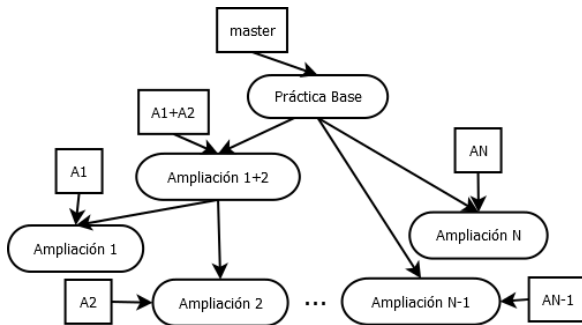 master
Práctica Base
A1+A2
AN
A1
Ampliación 1+2
Ampliación N
Ampliación 1
A2
Ampliación 2
...
Ampliación N-1
AN-1